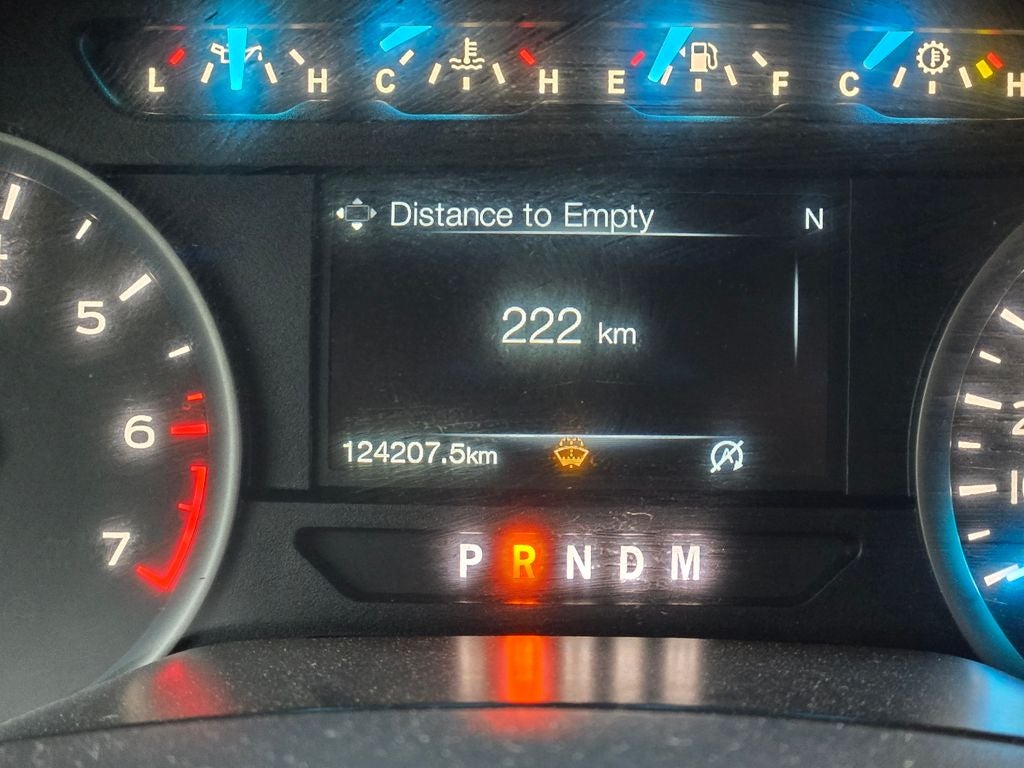 L H C H E F C H
Distance to Empty N
5
222 km
6
124207.5km
7
P R N D M